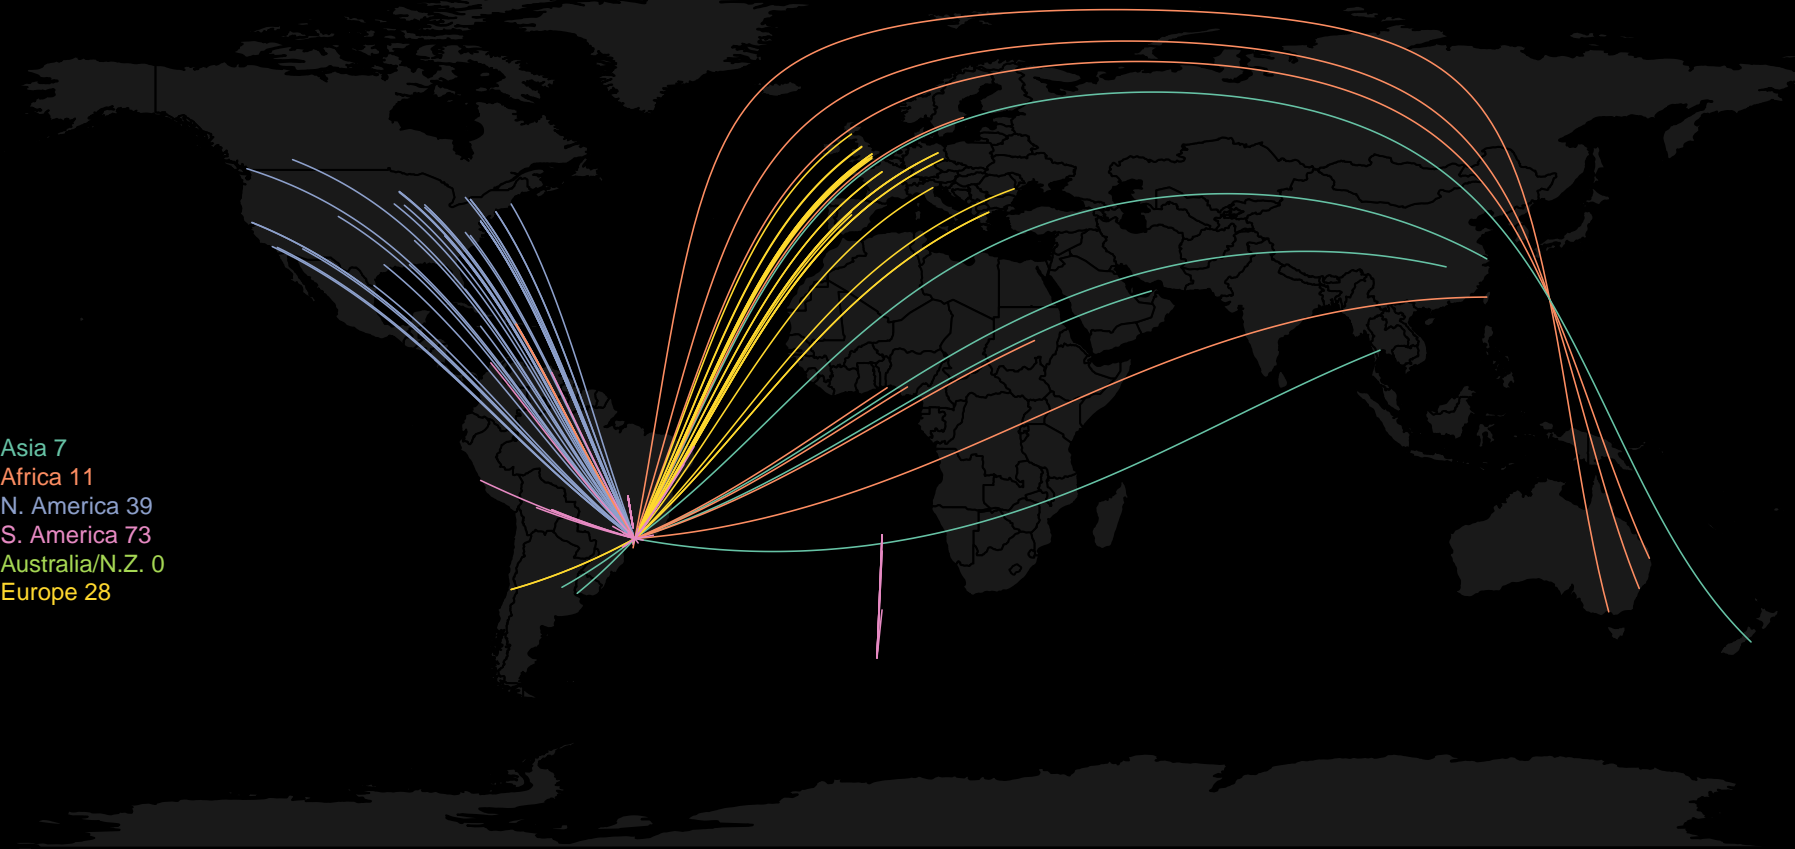 Asia 7
Africa 11
N. America 39
S. America 73
Australia/N.Z. 0
Europe 28